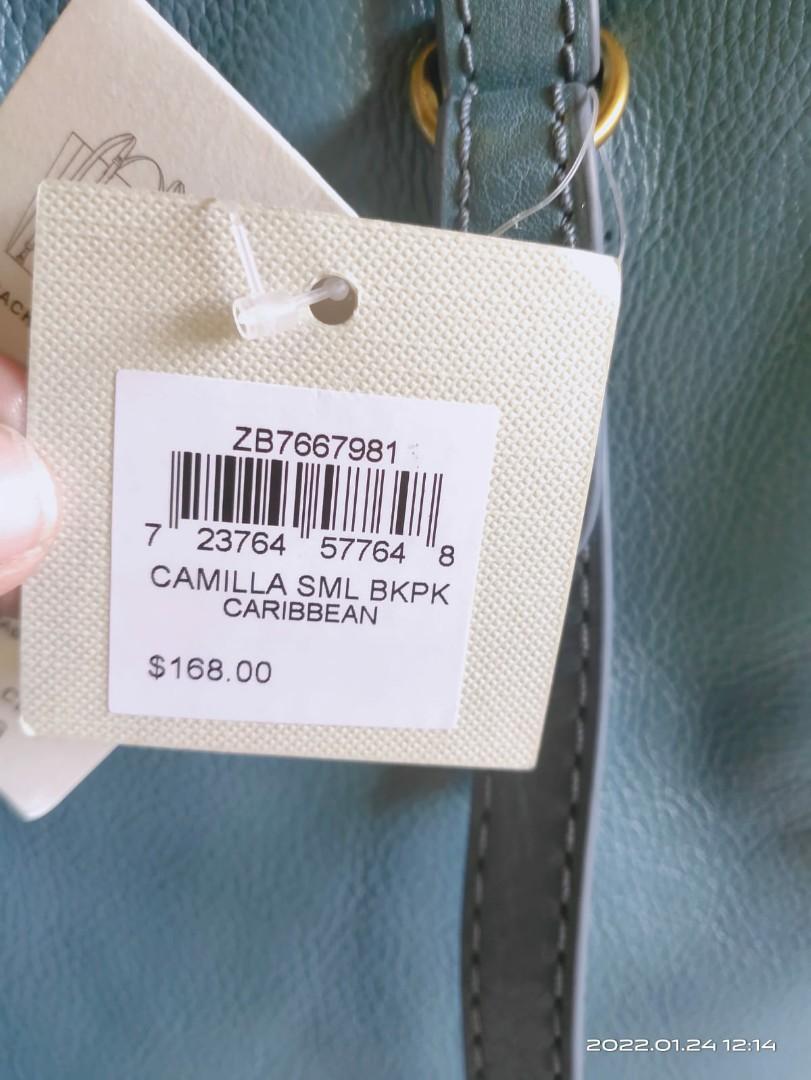 ZB7667981
7 23764 57764 8
CAMILLA SML BKPK
CARIBBEAN
$168.00
2022.01.24 12:14